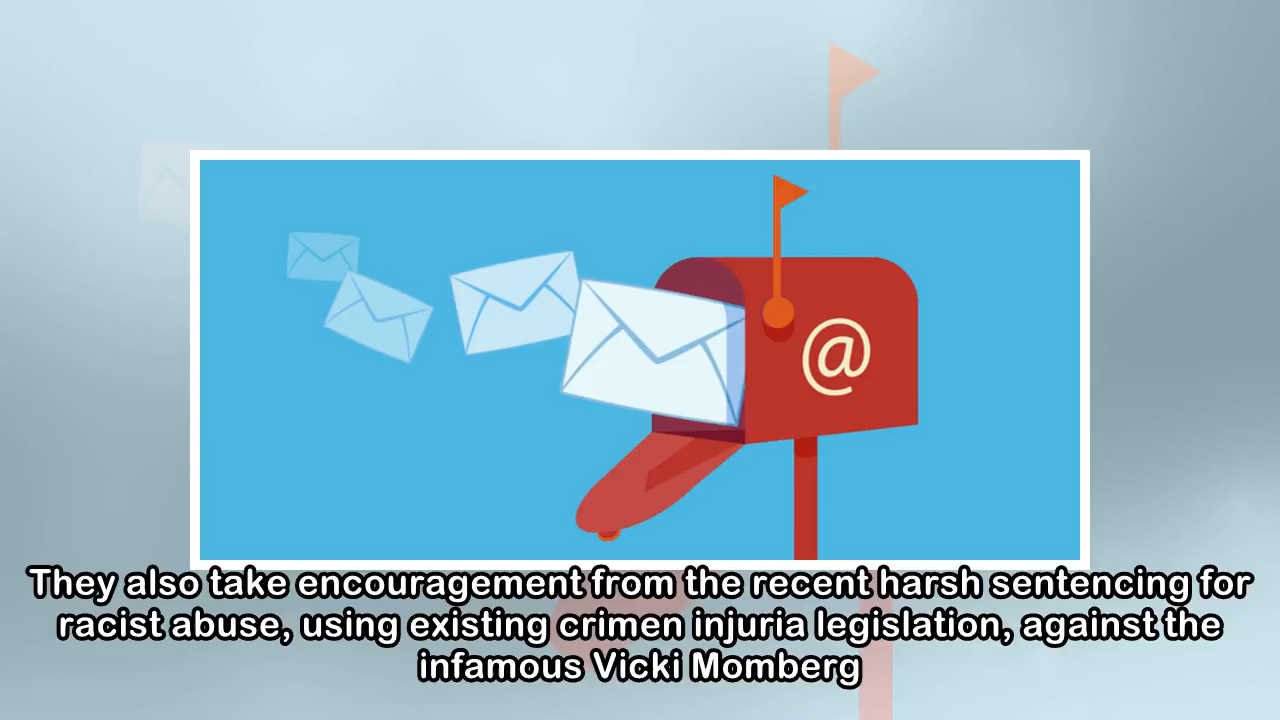 @
They also take encouragement from the recent harsh sentencing for
racist abuse, using existing crimen injuria legislation, against the
infamous Vicki Momberg